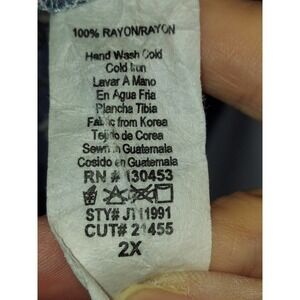 100% RAYON/RAYON
Hand Wash Cold
Cold Iron
Lavar A Mano
En Agua Fria
Plancha Tibia
Fabric from Korea
Tejido de Corea
Sewn in Guatemala
Cosido en Guatemala
RN # 130453
STY# J111991
CUT# 21455
2X